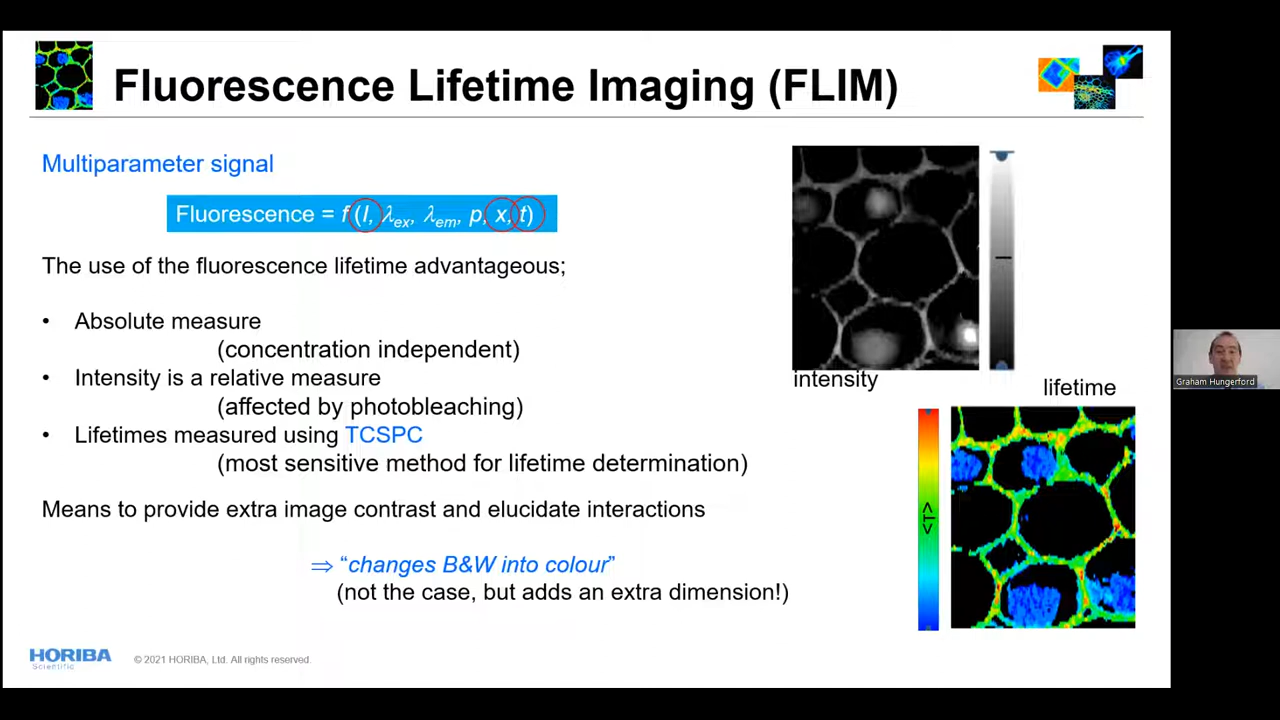 Fluorescence Lifetime Imaging (FLIM)
Multiparameter signal
Fluorescence = f (I, λex, λem, p, x, t)
The use of the fluorescence lifetime advantageous;
• Absolute measure
(concentration independent)
• Intensity is a relative measure
(affected by photobleaching)
• Lifetimes measured using TCSPC
(most sensitive method for lifetime determination)
Means to provide extra image contrast and elucidate interactions
⇒ “changes B&W into colour”
(not the case, but adds an extra dimension!)
intensity
lifetime
<T>
Graham Hungerford
HORIBA
Scientific
© 2021 HORIBA, Ltd. All rights reserved.